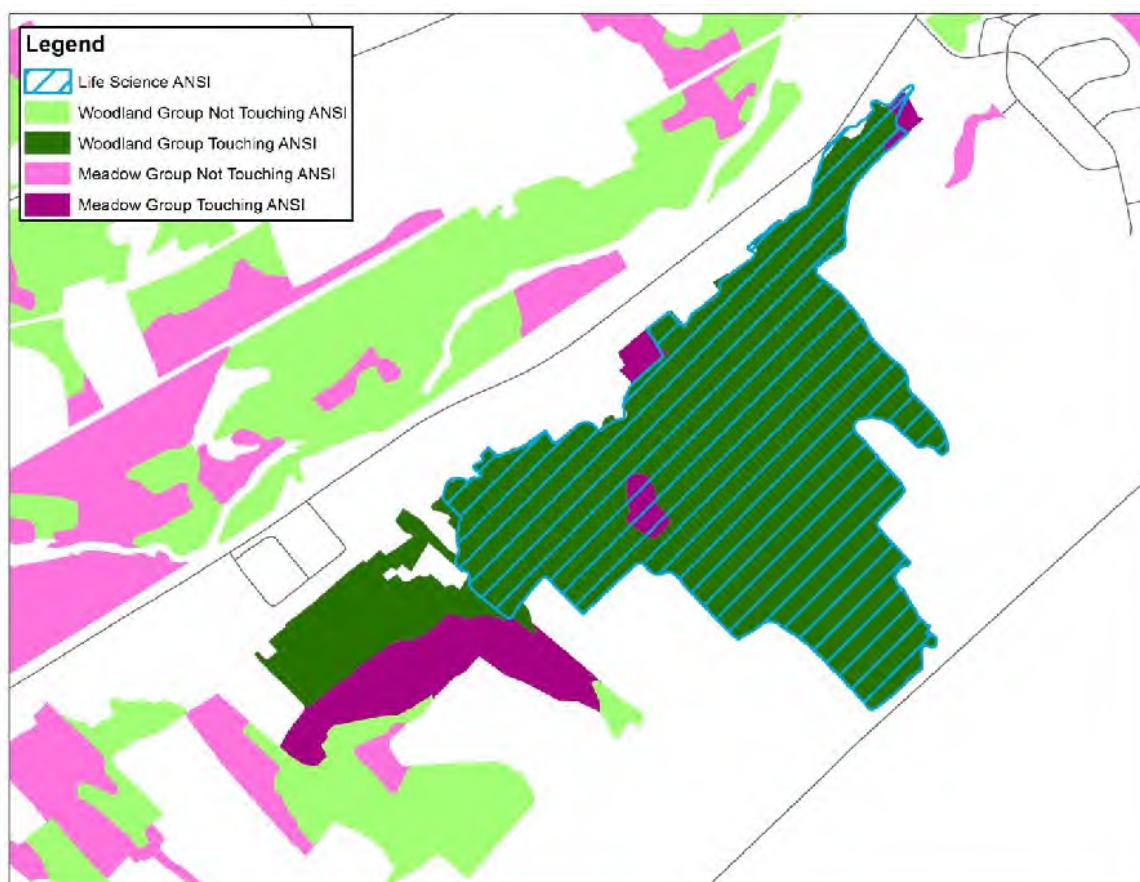 Legend
Life Science ANSI
Woodland Group Not Touching ANSI
Woodland Group Touching ANSI
Meadow Group Not Touching ANSI
Meadow Group Touching ANSI